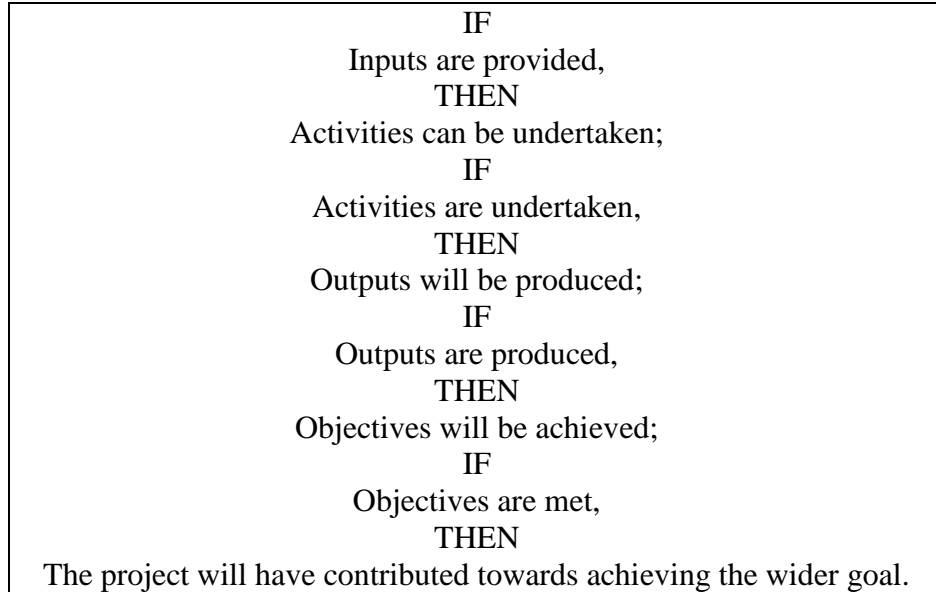 IF
Inputs are provided,
THEN
Activities can be undertaken;
IF
Activities are undertaken,
THEN
Outputs will be produced;
IF
Outputs are produced,
THEN
Objectives will be achieved;
IF
Objectives are met,
THEN
The project will have contributed towards achieving the wider goal.